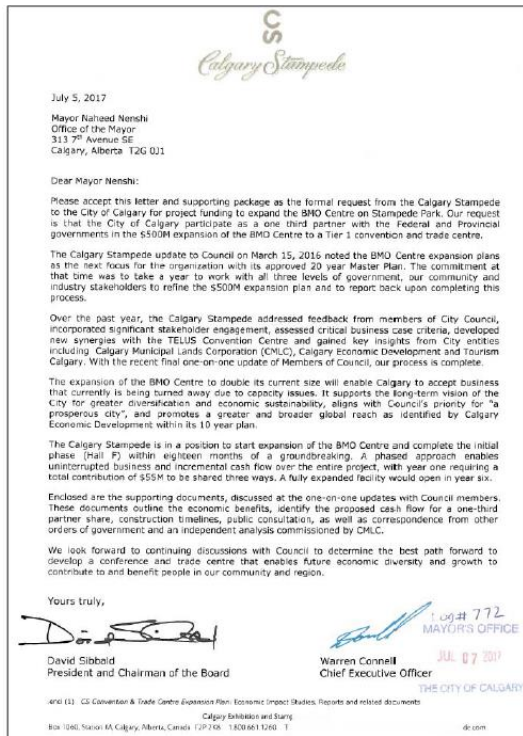 CS
Calgary Stampede
July 5, 2017
Mayor Naheed Nenshi
Office of the Mayor
313 7th Avenue SE
Calgary, Alberta T2G 0J1
Dear Mayor Nenshi:
Please accept this letter and supporting package as the formal request from the Calgary Stampede
to the City of Calgary for project funding to expand the BMO Centre on Stampede Park. Our request
is that the City of Calgary participate as a one third partner with the Federal and Provincial
governments in the $500M expansion of the BMO Centre to a Tier 1 convention and trade centre.
The Calgary Stampede update to Council on March 15, 2016 noted the BMO Centre expansion plans
as the next focus for the organization with its approved 20 year Master Plan. The commitment at
that time was to take a year to work with all three levels of government, our community and
industry stakeholders to refine the $500M expansion plan and to report back upon completing this
process.
Over the past year, the Calgary Stampede addressed feedback from members of City Council,
incorporated significant stakeholder engagement, assessed critical business case criteria, developed
new synergies with the TELUS Convention Centre and gained key insights from City entities
including Calgary Municipal Lands Corporation (CMLC), Calgary Economic Development and Tourism
Calgary. With the recent final one-on-one update of Members of Council, our process is complete.
The expansion of the BMO Centre to double its current size will enable Calgary to accept business
that currently is being turned away due to capacity issues. It supports the long-term vision of the
City for greater diversification and economic sustainability, aligns with Council's priority for "a
prosperous city", and promotes a greater and broader global reach as identified by Calgary
Economic Development within its 10 year plan.
The Calgary Stampede is in a position to start expansion of the BMO Centre and complete the initial
phase (Hall F) within eighteen months of a groundbreaking. A phased approach enables
uninterrupted business and incremental cash flow over the entire project, with year one requiring a
total contribution of $55M to be shared three ways. A fully expanded facility would open in year six.
Enclosed are the supporting documents, discussed at the one-on-one updates with Council members.
These documents outline the economic benefits, identify the proposed cash flow for a one-third
partner share, construction timelines, public consultation, as well as correspondence from other
orders of government and an independent analysis commissioned by CMLC.
We look forward to continuing discussions with Council to determine the best path forward to
develop a conference and trade centre that enables future economic diversity and growth to
contribute to and benefit people in our community and region.
Yours truly,
Log# 772
MAYOR'S OFFICE
David Sibbald
President and Chairman of the Board
Warren Connell
Chief Executive Officer
JUL 07 2017
THE CITY OF CALGARY
encl (1) CS Convention & Trade Centre Expansion Plan: Economic Impact Studies, Reports and related documents
Calgary Exhibition and Stamp
Box 1060, Station M, Calgary, Alberta, Canada T2P 2K8 1.800.661.1260